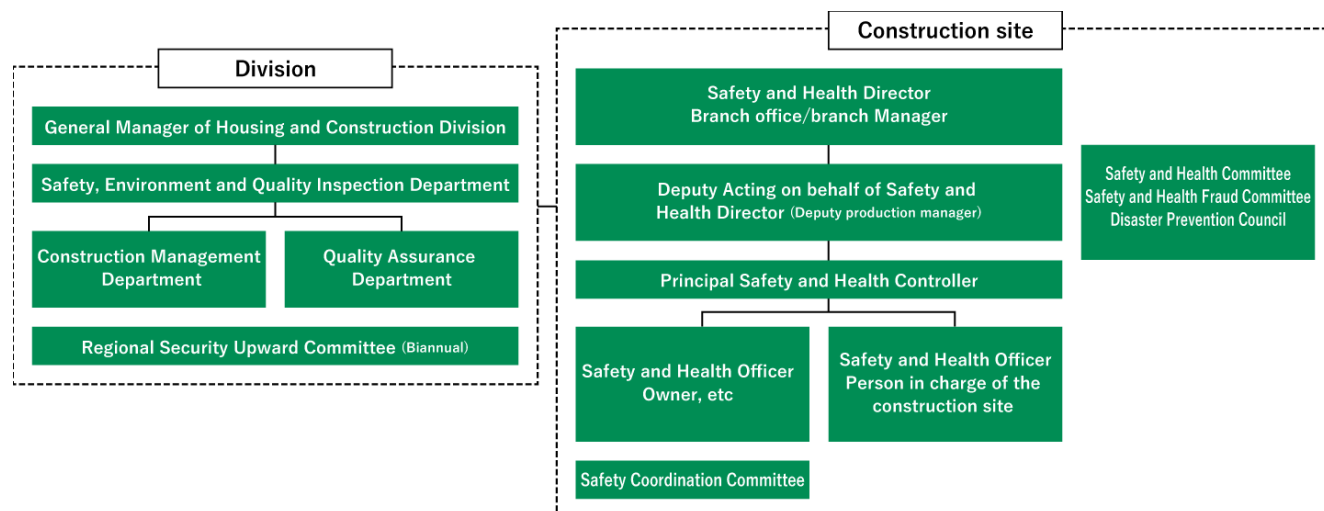 Division
General Manager of Housing and Construction Division
Safety, Environment and Quality Inspection Department
Construction Management
Department
Quality Assurance
Department
Regional Security Upward Committee (Biannual)
Construction site
Safety and Health Director
Branch office/branch Manager
Deputy Acting on behalf of Safety and
Health Director (Deputy production manager)
Principal Safety and Health Controller
Safety and Health Officer
Owner, etc
Safety and Health Officer
Person in charge of the
construction site
Safety Coordination Committee
Safety and Health Committee
Safety and Health Fraud Committee
Disaster Prevention Council